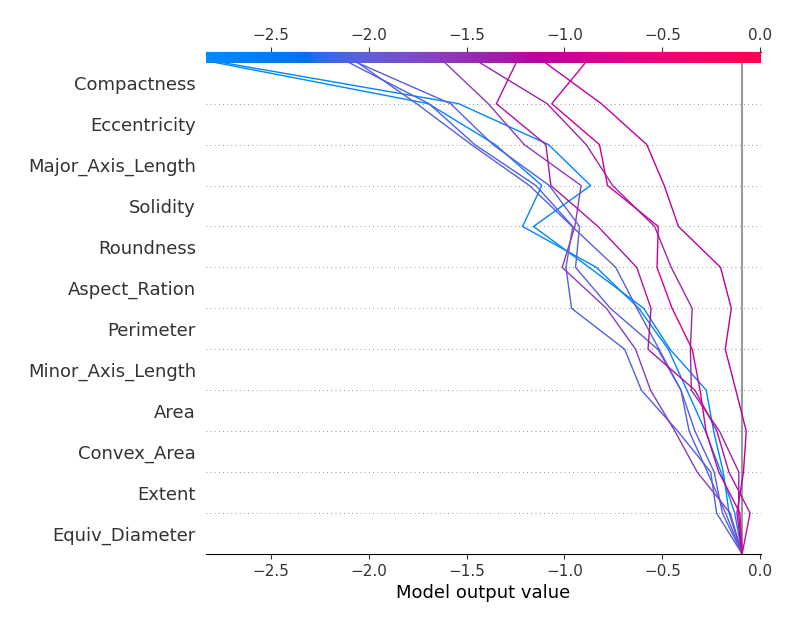 −2.5 −2.0 −1.5 −1.0 −0.5 0.0
Compactness
Eccentricity
Major_Axis_Length
Solidity
Roundness
Aspect_Ration
Perimeter
Minor_Axis_Length
Area
Convex_Area
Extent
Equiv_Diameter
−2.5 −2.0 −1.5 −1.0 −0.5 0.0
Model output value